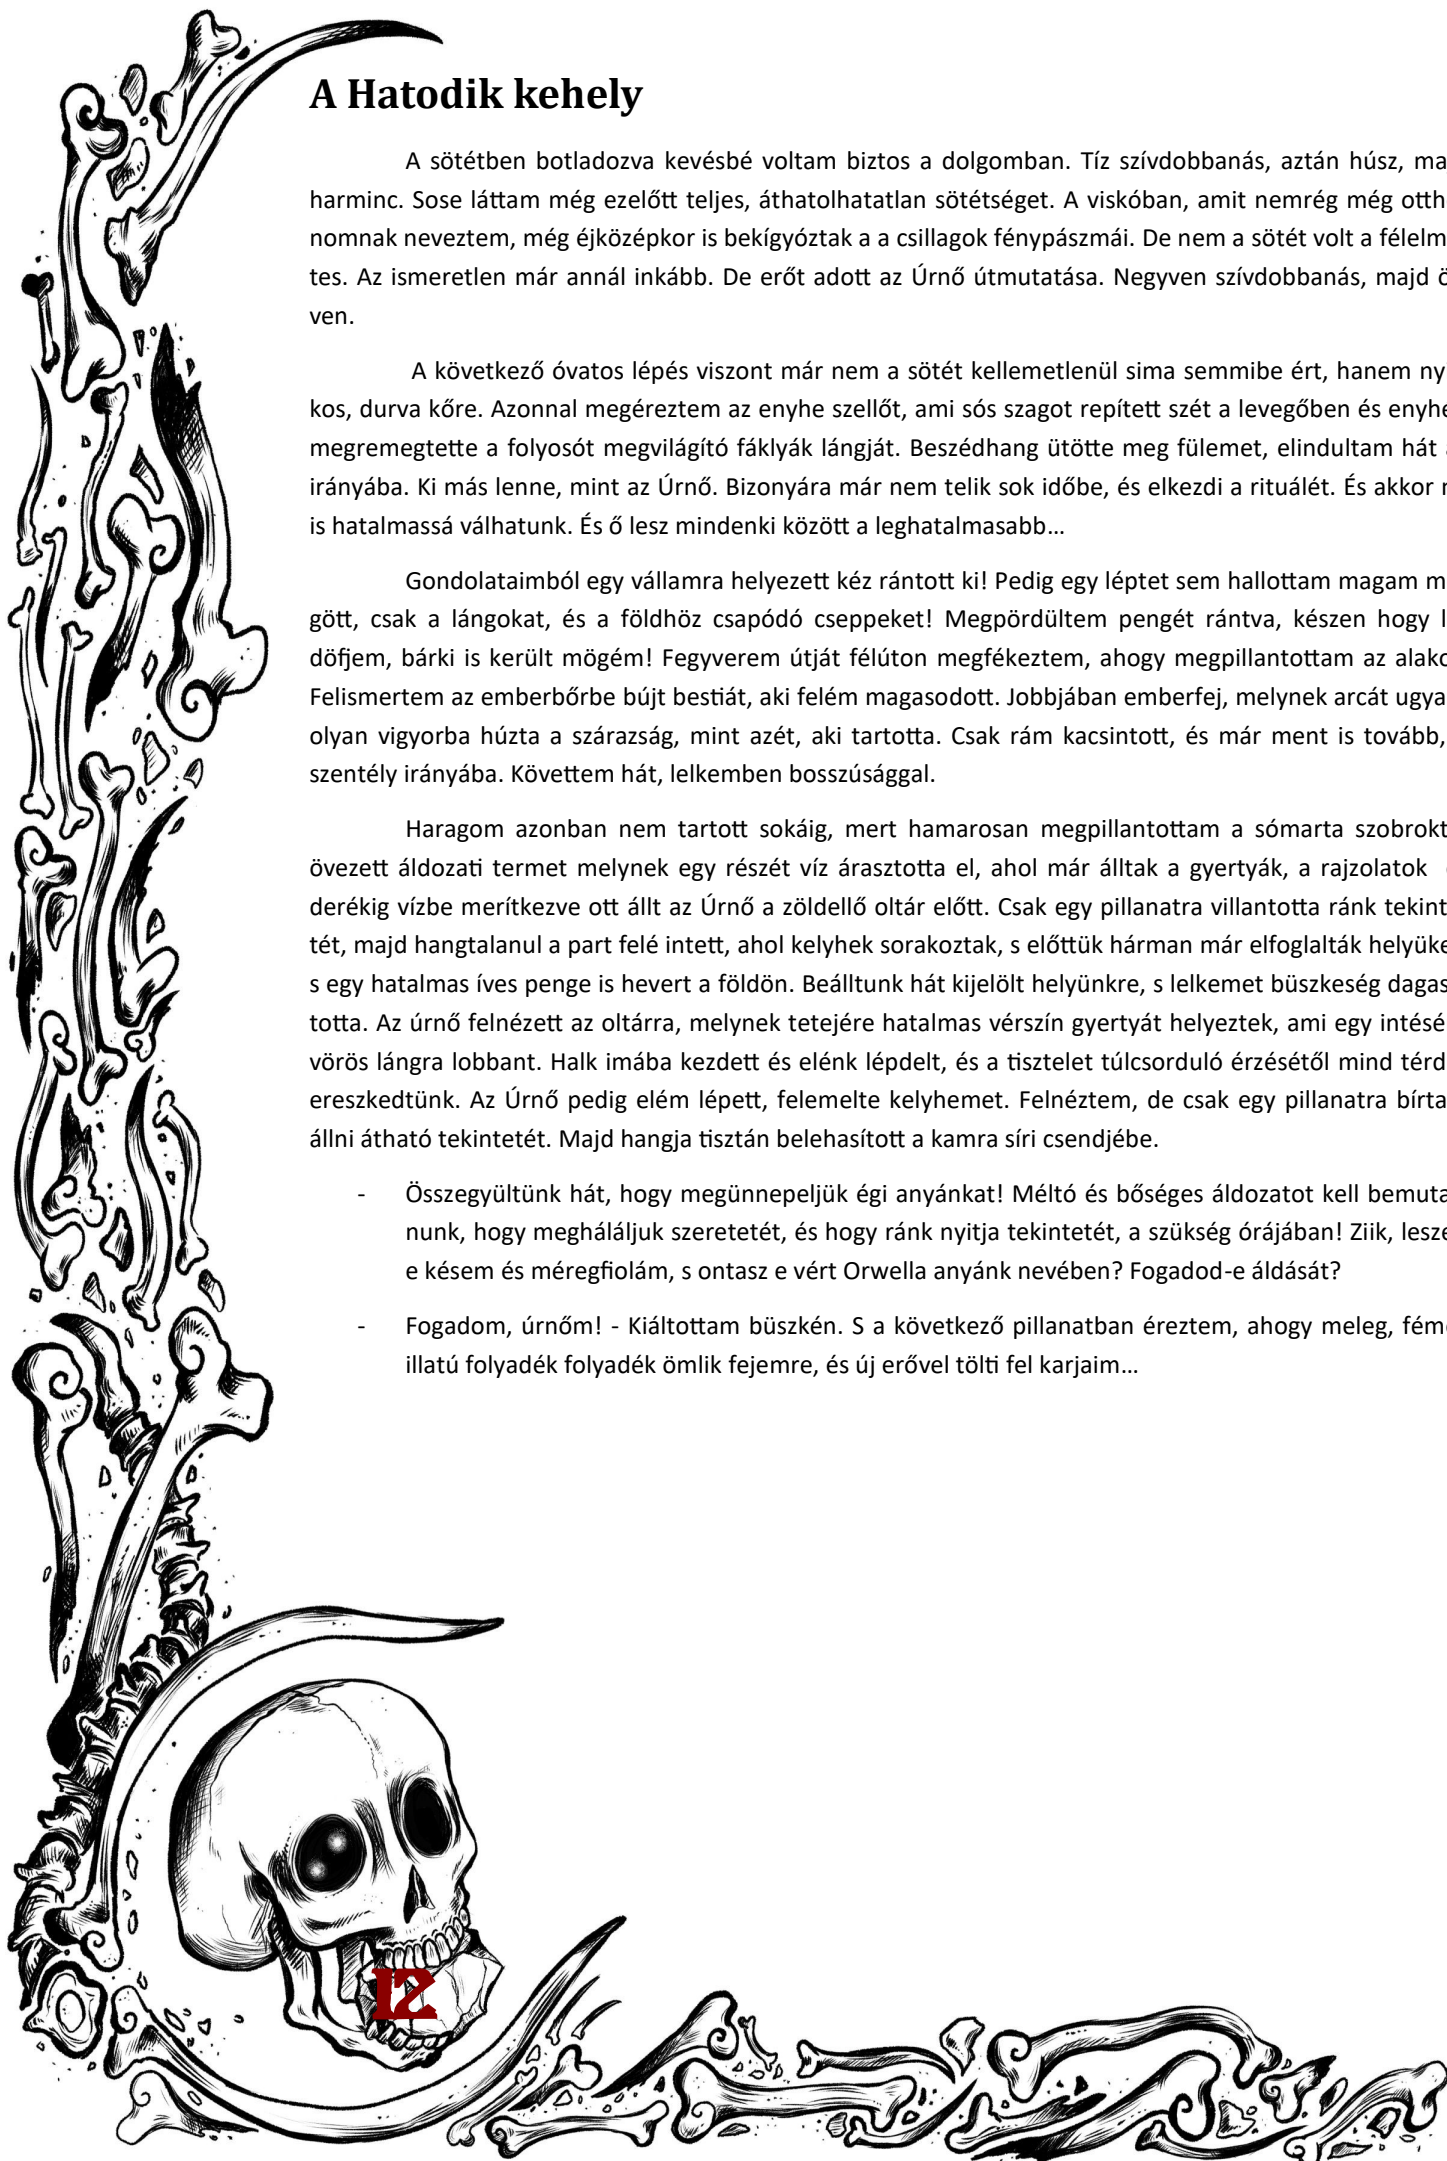 A Hatodik kehely
A sötétben botladozva kevésbé voltam biztos a dolgomban. Tíz szívdobbanás, aztán húsz, ma
harminc. Sose láttam még ezelőtt teljes, áthatolhatatlan sötétséget. A viskóban, amit nemrég még otth
nomnak neveztem, még éjközépkor is bekígyóztak a a csillagok fénypászmái. De nem a sötét volt a félelm
tes. Az ismeretlen már annál inkább. De erőt adott az Úrnő útmutatása. Negyven szívdobbanás, majd ö
ven.
A következő óvatos lépés viszont már nem a sötét kellemetlenül sima semmibe ért, hanem ny
kos, durva kőre. Azonnal megéreztem az enyhe szellőt, ami sós szagot repített szét a levegőben és enyhe
megremegtette a folyosót megvilágító fáklyák lángját. Beszédhang ütötte meg fülemet, elindultam hát
irányába. Ki más lenne, mint az Úrnő. Bizonyára már nem telik sok időbe, és elkezdi a rituálét. És akkor
is hatalmassá válhatunk. És ő lesz mindenki között a leghatalmasabb...
Gondolataimból egy vállamra helyezett kéz rántott ki! Pedig egy léptet sem hallottam magam m
gött, csak a lángokat, és a földhöz csapódó cseppeket! Megpördültem pengét rántva, készen hogy l
döfjem, bárki is került mögém! Fegyverem útját félúton megfékeztem, ahogy megpillantottam az alako
Felismertem az emberbőrbe bújt bestiát, aki felém magasodott. Jobbjában emberfej, melynek arcát ugya
olyan vigyorba húzta a szárazság, mint azét, aki tartotta. Csak rám kacsintott, és már ment is tovább,
szentély irányába. Követtem hát, lelkemben bosszúsággal.
Haragom azonban nem tartott sokáig, mert hamarosan megpillantottam a sómarta szobrokt
övezett áldozati termet melynek egy részét víz árasztotta el, ahol már álltak a gyertyák, a rajzolatok
derékig vízbe merítkezve ott állt az Úrnő a zöldellő oltár előtt. Csak egy pillanatra villantotta ránk tekint
tét, majd hangtalanul a part felé intett, ahol kelyhek sorakoztak, s előttük hárman már elfoglalták helyüke
s egy hatalmas íves penge is hevert a földön. Beálltunk hát kijelölt helyünkre, s lelkemet büszkeség dagas
totta. Az úrnő felnézett az oltárra, melynek tetejére hatalmas vérszín gyertyát helyeztek, ami egy intésé
vörös lángra lobbant. Halk imába kezdett és elénk lépdelt, és a tisztelet túlcsorduló érzésétől mind térd
ereszkedtünk. Az Úrnő pedig elém lépett, felemelte kelyhemet. Felnéztem, de csak egy pillanatra bírta
állni átható tekintetét. Majd hangja tisztán belehasított a kamra síri csendjébe.
- Összegyültünk hát, hogy megünnepeljük égi anyánkat! Méltó és bőséges áldozatot kell bemuta
nunk, hogy megháláljuk szeretetét, és hogy ránk nyitja tekintetét, a szükség órájában! Ziik, lesze
e késem és méregfiolám, s ontasz e vért Orwella anyánk nevében? Fogadod-e áldását?
- Fogadom, úrnőm! - Kiáltottam büszkén. S a következő pillanatban éreztem, ahogy meleg, fém
illatú folyadék folyadék ömlik fejemre, és új erővel tölti fel karjaim...
12